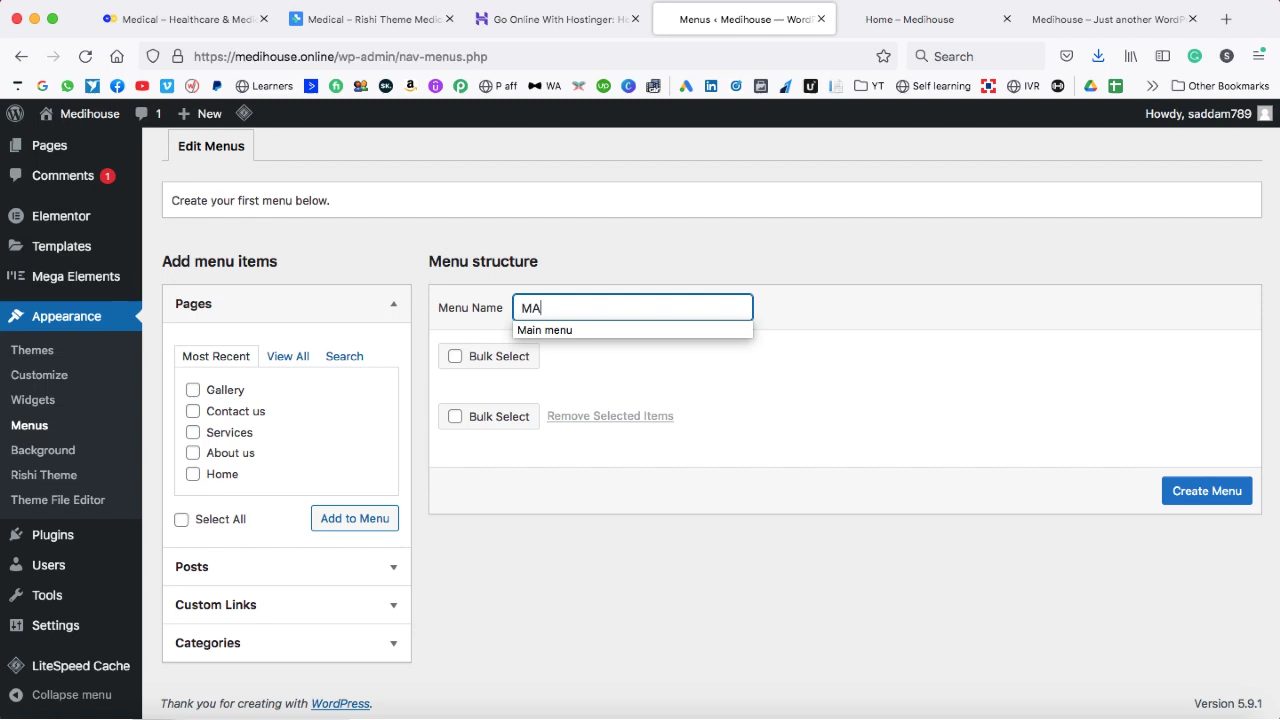 Medical – Healthcare & Medi
Medical – Rishi Theme Medic
Go Online With Hostinger: Ho
Menus ‹ Medihouse — WordP
Home – Medihouse
Medihouse – Just another WordP
https://medihouse.online/wp-admin/nav-menus.php
Search
Learners
P aff
WA
YT
Self learning
IVR
Other Bookmarks
Medihouse
1
New
Howdy, saddam789
Pages
Comments 1
Elementor
Templates
Mega Elements
Appearance
Themes
Customize
Widgets
Menus
Background
Rishi Theme
Theme File Editor
Plugins
Users
Tools
Settings
LiteSpeed Cache
Collapse menu
Edit Menus
Create your first menu below.
Add menu items
Pages
Most Recent View All Search
Gallery
Contact us
Services
About us
Home
Select All
Add to Menu
Posts
Custom Links
Categories
Menu structure
Menu Name MA
Main menu
Bulk Select
Bulk Select Remove Selected Items
Create Menu
Thank you for creating with WordPress.
Version 5.9.1